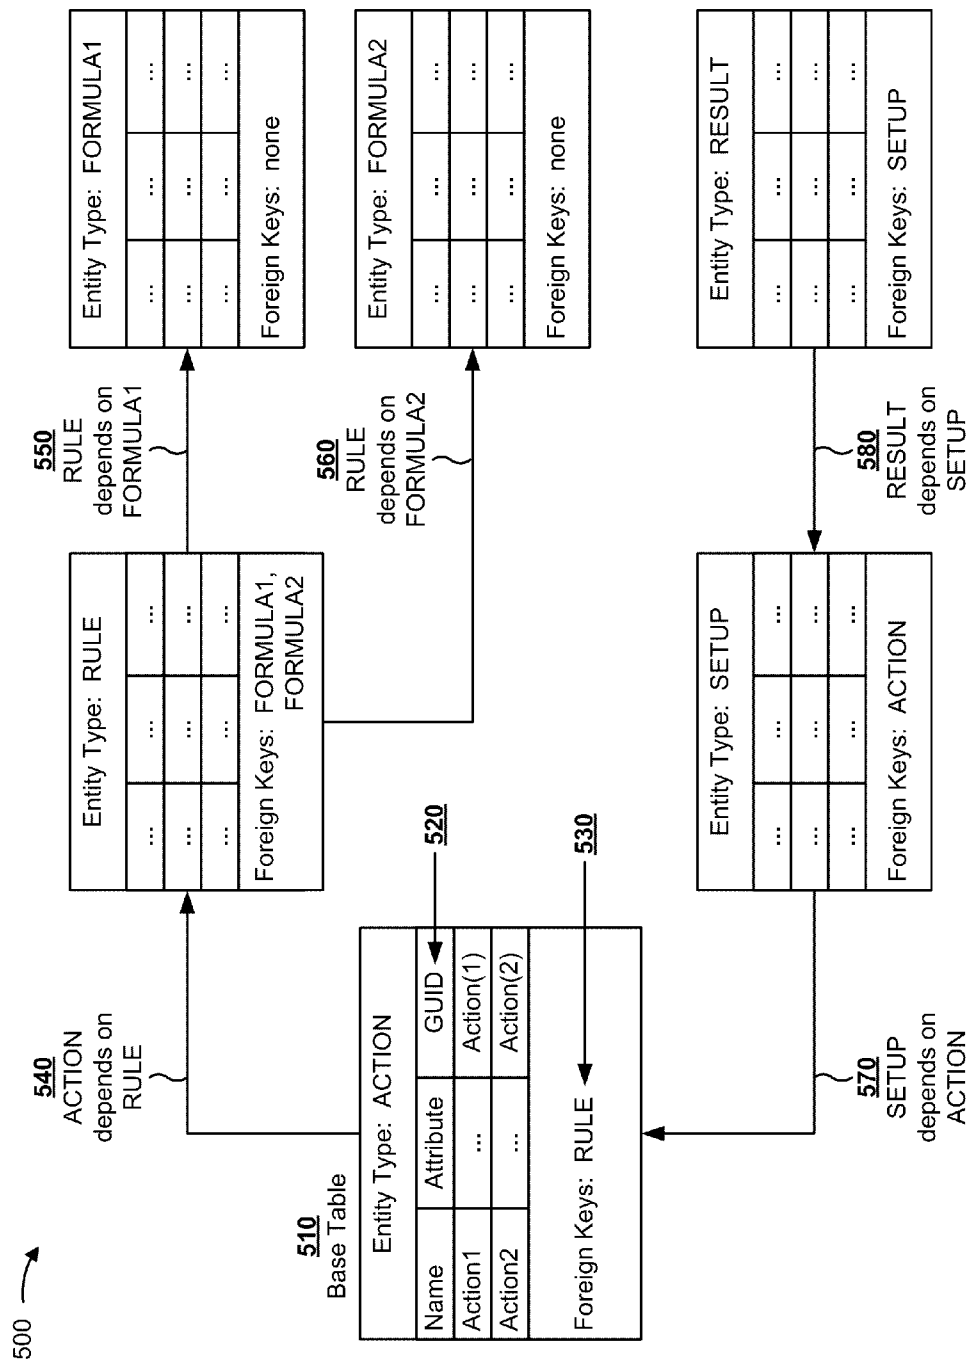 500
510
Base Table
Entity Type: ACTION
Name Attribute GUID
Action1 ... Action(1)
Action2 ... Action(2)
Foreign Keys: RULE
520
530
540
ACTION
depends on
RULE
Entity Type: RULE
... ... ...
... ... ...
... ... ...
Foreign Keys: FORMULA1,
FORMULA2
550
RULE
depends on
FORMULA1
Entity Type: FORMULA1
... ... ...
... ... ...
... ... ...
Foreign Keys: none
560
RULE
depends on
FORMULA2
Entity Type: FORMULA2
... ... ...
... ... ...
... ... ...
Foreign Keys: none
570
SETUP
depends on
ACTION
Entity Type: SETUP
... ... ...
... ... ...
... ... ...
Foreign Keys: ACTION
580
RESULT
depends on
SETUP
Entity Type: RESULT
... ... ...
... ... ...
... ... ...
Foreign Keys: SETUP